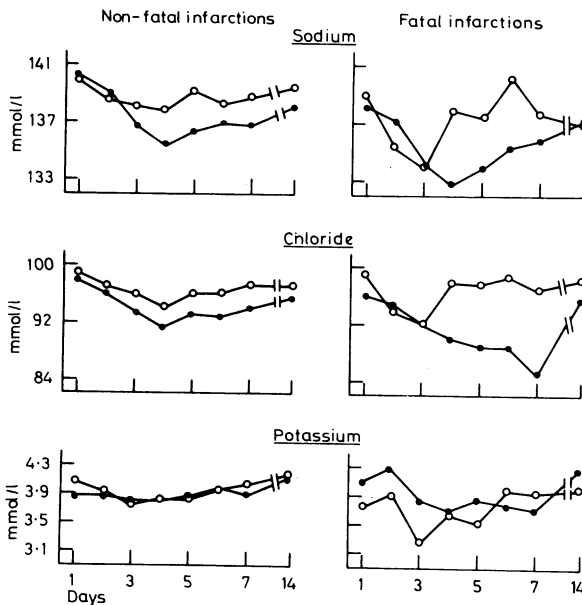 Non-fatal infarctions Fatal infarctions
Sodium
141
137
133
mmol/l
Chloride
100
92
84
mmol/l
Potassium
4·3
3·9
3·5
3·1
mmol/l
1 3 5 7 14 1 3 5 7 14
Days